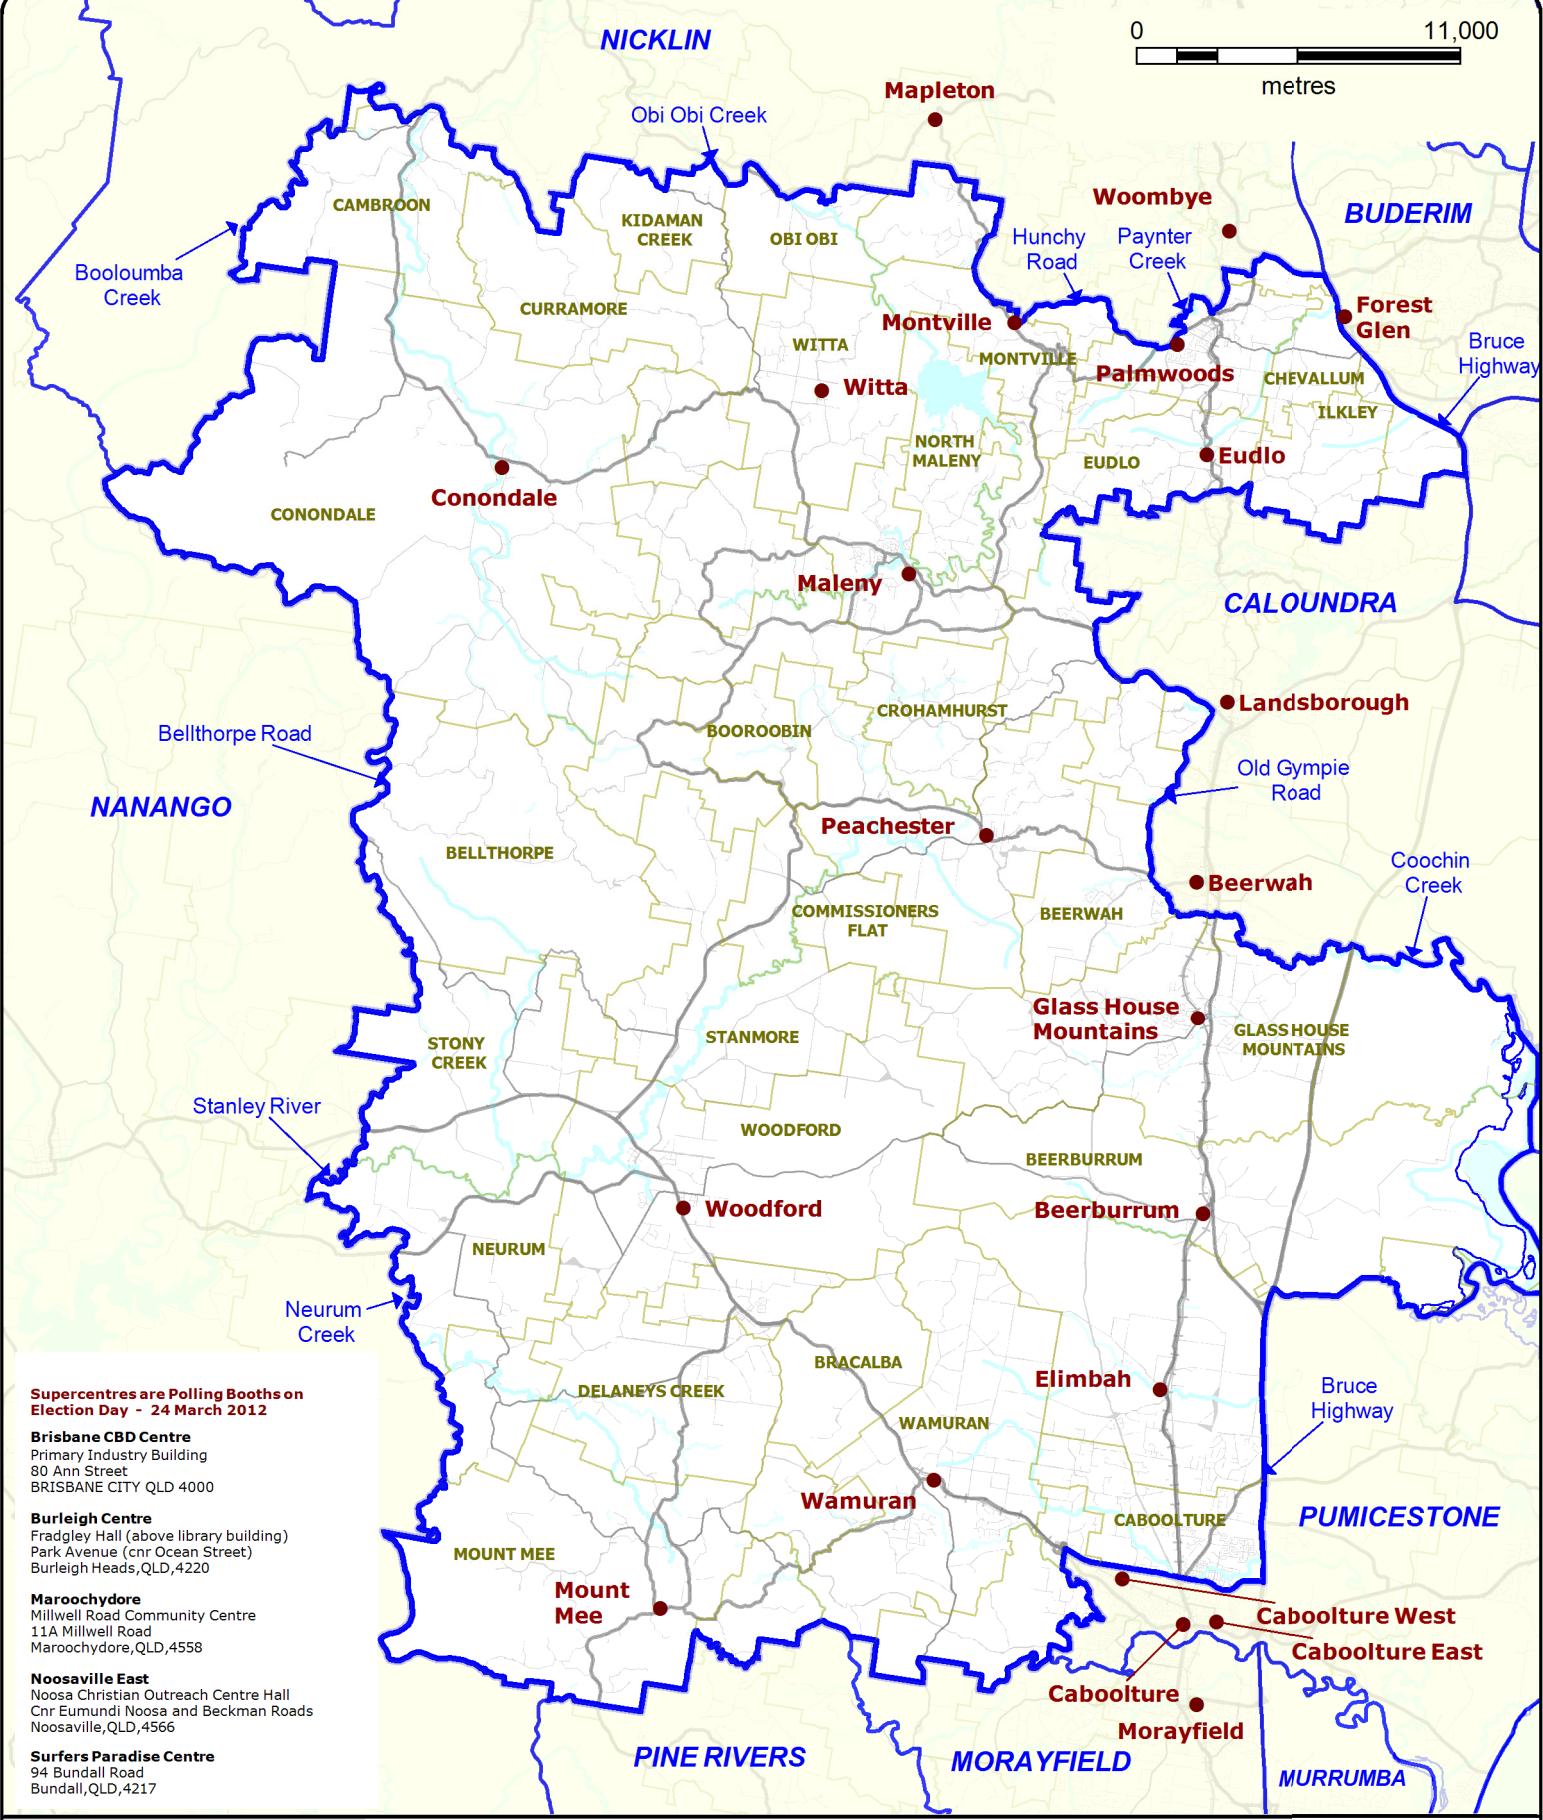 NICKLIN
0 11,000
metres
Mapleton
Obi Obi Creek
Woombye
BUDERIM
CAMBROON
KIDAMAN
CREEK
OBI OBI
Hunchy
Road
Paynter
Creek
Booloumba
Creek
CURRAMORE
Montville
Forest
Glen
WITTA
MONTVILLE
Bruce
Highway
Palmwoods
CHEVALLUM
Witta
ILKLEY
NORTH
MALENY
EUDLO
Eudlo
Conondale
CONONDALE
Maleny
CALOUNDRA
Landsborough
CROHAMHURST
BOOROOBIN
Bellthorpe Road
Old Gympie
Road
NANANGO
Peachester
BELLTHORPE
Coochin
Creek
Beerwah
COMMISSIONERS
FLAT
BEERWAH
Glass House
Mountains
GLASS HOUSE
MOUNTAINS
STANMORE
STONY
CREEK
Stanley River
WOODFORD
BEERBURRUM
Woodford
Beerburrum
NEURUM
Neurum
Creek
BRACALBA
Elimbah
DELANEYS CREEK
Bruce
Highway
WAMURAN
Wamuran
CABOOLTURE
PUMICESTONE
MOUNT MEE
Mount
Mee
Caboolture West
Caboolture East
Caboolture
Morayfield
PINE RIVERS
MORAYFIELD
MURRUMBA
Supercentres are Polling Booths on
Election Day - 24 March 2012
Brisbane CBD Centre
Primary Industry Building
80 Ann Street
BRISBANE CITY QLD 4000
Burleigh Centre
Fradgley Hall (above library building)
Park Avenue (cnr Ocean Street)
Burleigh Heads,QLD,4220
Maroochydore
Millwell Road Community Centre
11A Millwell Road
Maroochydore,QLD,4558
Noosaville East
Noosa Christian Outreach Centre Hall
Cnr Eumundi Noosa and Beckman Roads
Noosaville,QLD,4566
Surfers Paradise Centre
94 Bundall Road
Bundall,QLD,4217